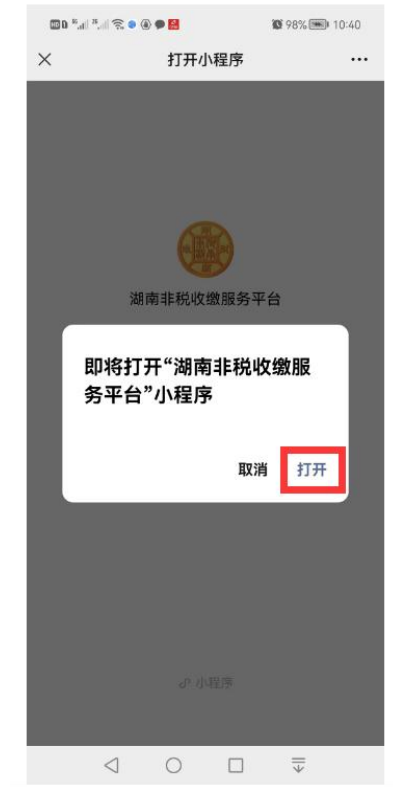 98% 10:40
打开小程序
湖南非税收缴服务平台
即将打开“湖南非税收缴服
务平台”小程序
取消 打开
小程序